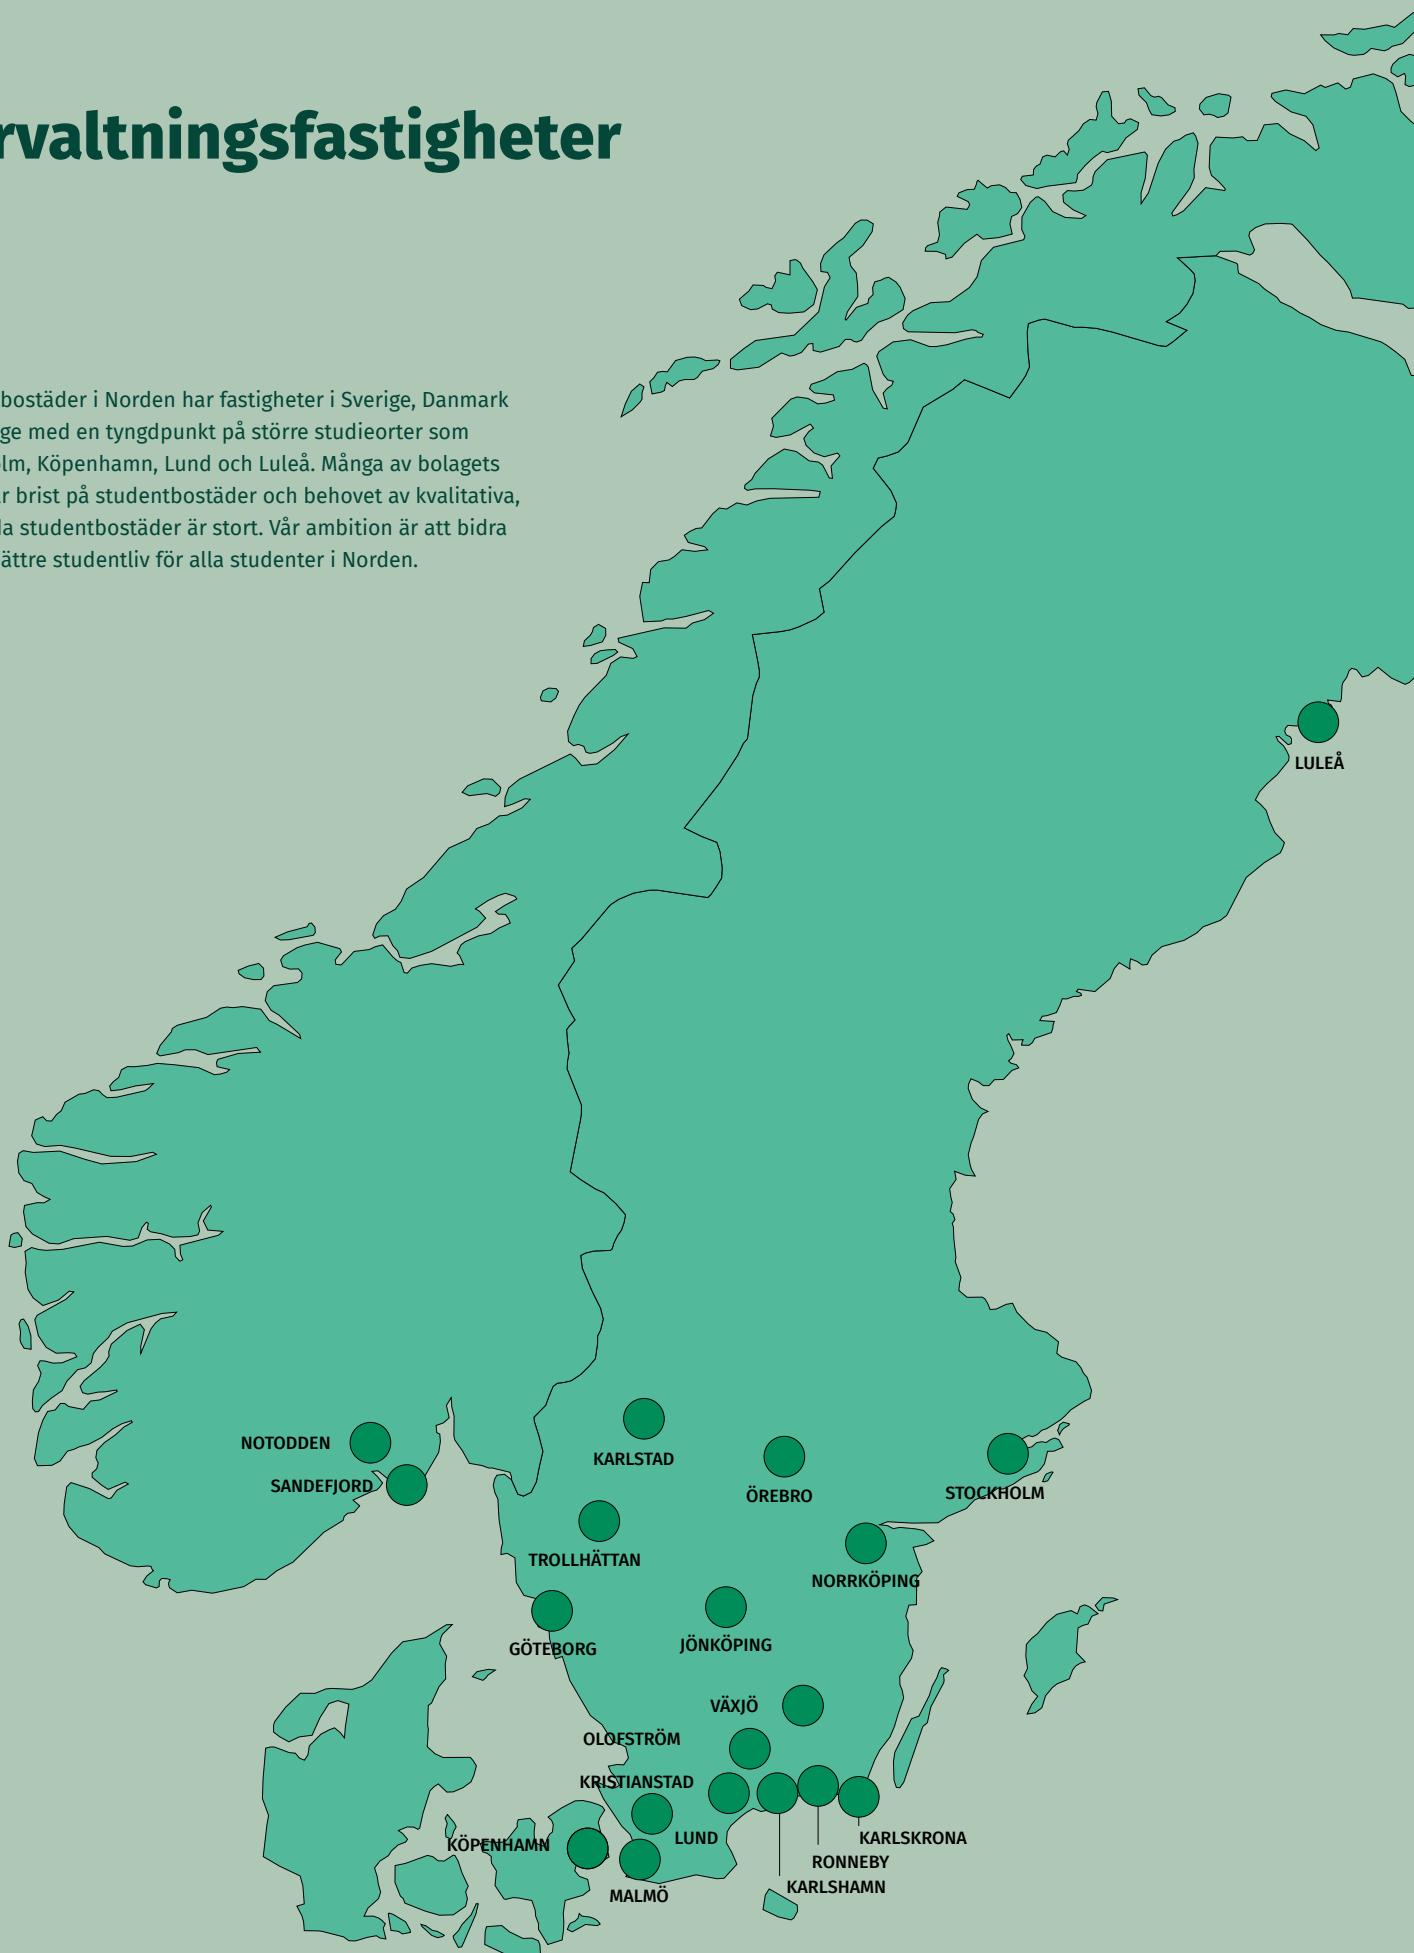 rvaltningsfastigheter
bostäder i Norden har fastigheter i Sverige, Danmark
ge med en tyngdpunkt på större studieorter som
lm, Köpenhamn, Lund och Luleå. Många av bolagets
r brist på studentbostäder och behovet av kvalitativa,
la studentbostäder är stort. Vår ambition är att bidra
ättre studentliv för alla studenter i Norden.
LULEÅ
NOTODDEN
KARLSTAD
SANDEFJORD
ÖREBRO
STOCKHOLM
TROLLHÄTTAN
NORRKÖPING
GÖTEBORG
JÖNKÖPING
VÄXJÖ
OLOFSTRÖM
KRISTIANSTAD
LUND
KARLSKRONA
KÖPENHAMN
RONNEBY
KARLSHAMN
MALMÖ